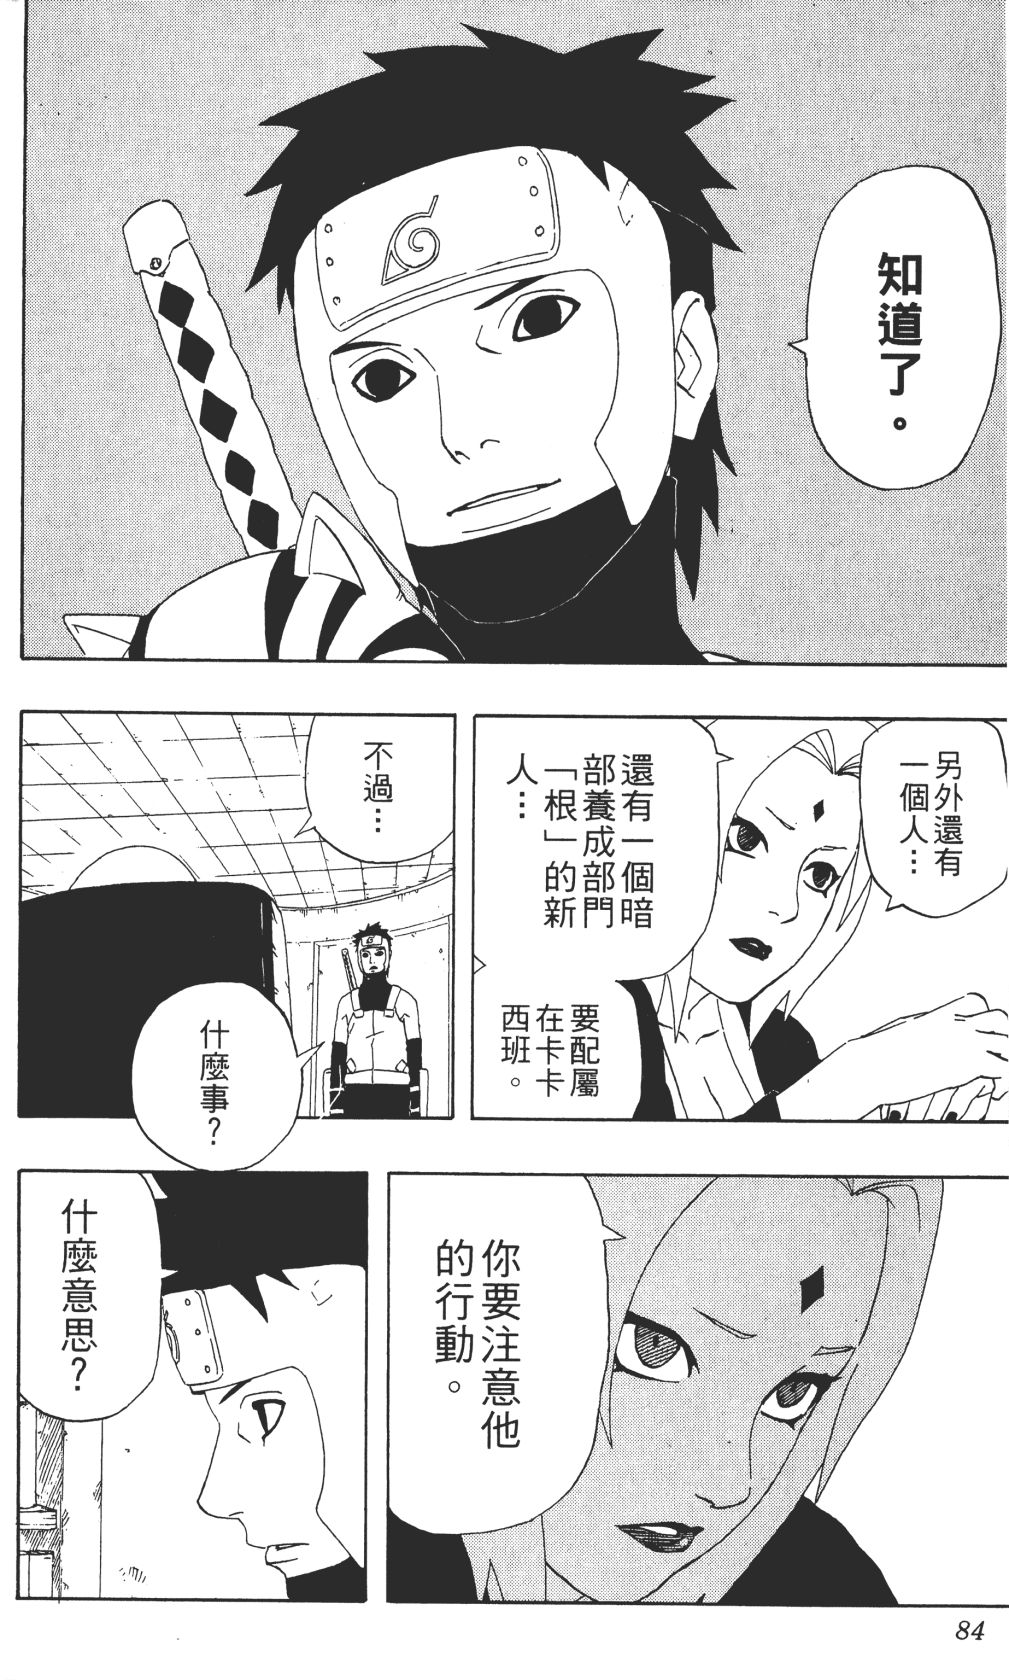 知道了。
另外還有
一個人…
還有一個暗
部養成部門
「根」的新
人…
要配屬
在卡卡
西班。
不過…
什麼事?
你要注意他
的行動。
什麼意思?
84